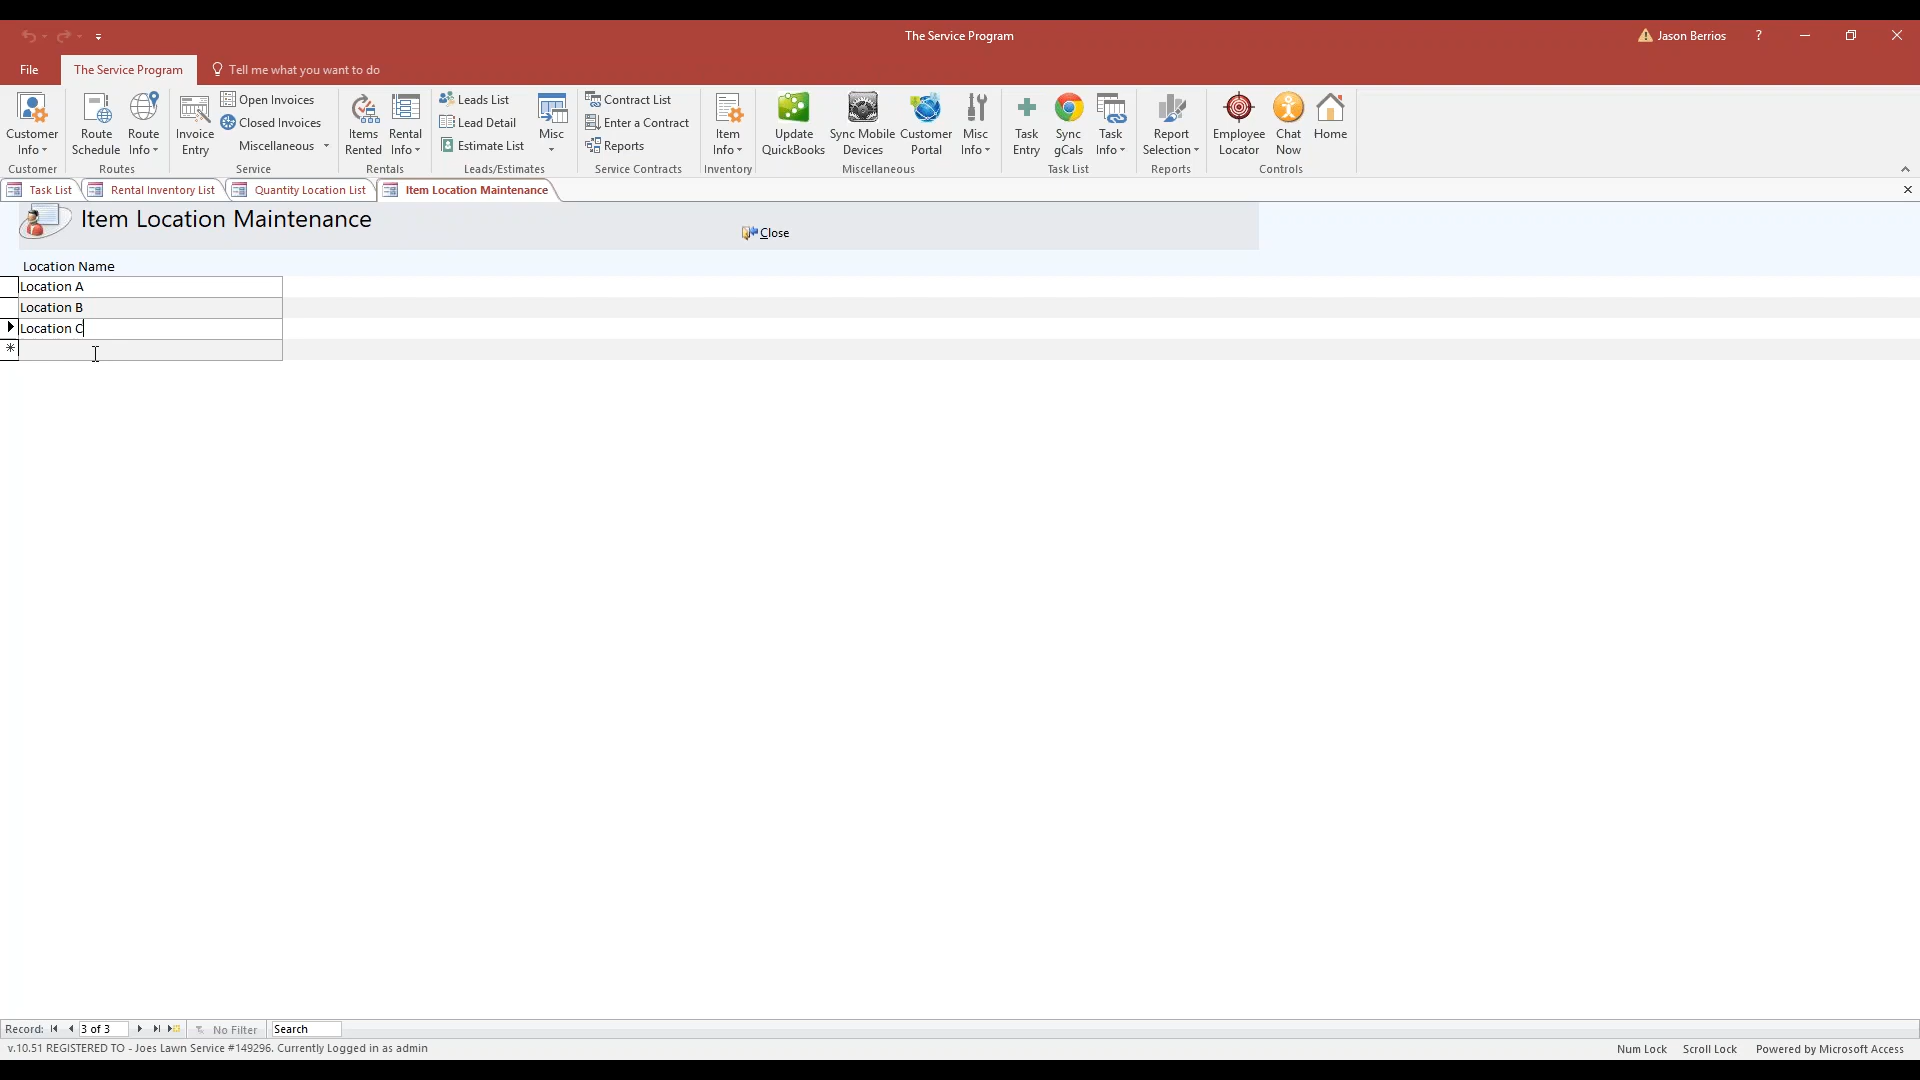 The Service Program
Jason Berrios
?
File
The Service Program
Tell me what you want to do
Customer Info
Route Schedule
Route Info
Invoice Entry
Open Invoices
Closed Invoices
Miscellaneous
Items Rented
Rental Info
Leads List
Lead Detail
Estimate List
Misc
Contract List
Enter a Contract
Reports
Item Info
Update QuickBooks
Sync Mobile Devices
Customer Portal
Misc Info
Task Entry
Sync gCals
Task Info
Report Selection
Employee Locator
Chat Now
Home
Customer
Routes
Service
Rentals
Leads/Estimates
Service Contracts
Inventory
Miscellaneous
Task List
Reports
Controls
Task List
Rental Inventory List
Quantity Location List
Item Location Maintenance
Item Location Maintenance
Close
Location Name
Location A
Location B
Location C
Record: 3 of 3 No Filter Search
v.10.51 REGISTERED TO - Joes Lawn Service #149296. Currently Logged in as admin
Num Lock Scroll Lock Powered by Microsoft Access